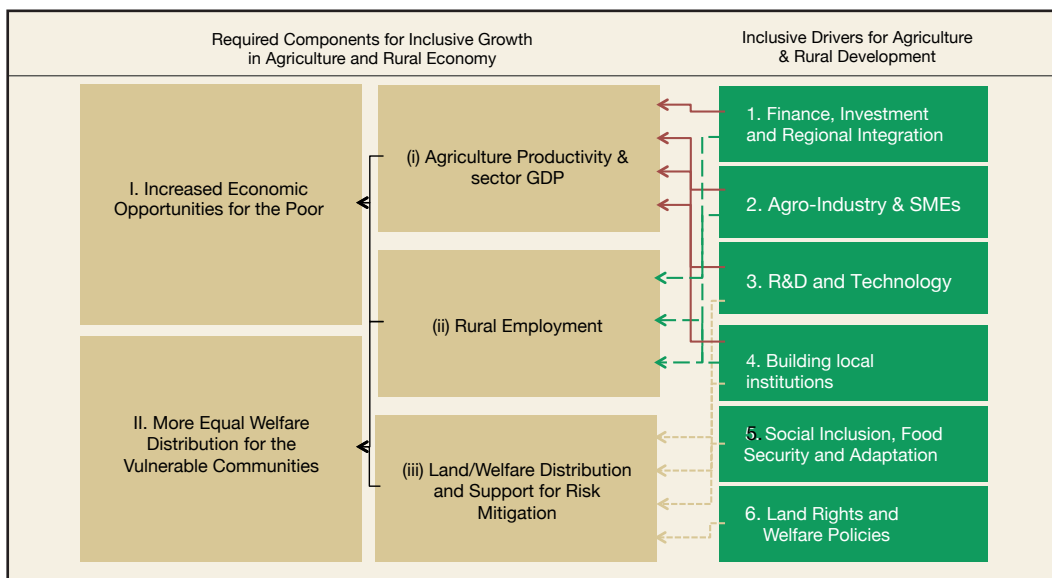 Required Components for Inclusive Growth
in Agriculture and Rural Economy
Inclusive Drivers for Agriculture
& Rural Development
I. Increased Economic
Opportunities for the Poor
II. More Equal Welfare
Distribution for the
Vulnerable Communities
(i) Agriculture Productivity &
sector GDP
(ii) Rural Employment
(iii) Land/Welfare Distribution
and Support for Risk
Mitigation
1. Finance, Investment
and Regional Integration
2. Agro-Industry & SMEs
3. R&D and Technology
4. Building local
institutions
5. Social Inclusion, Food
Security and Adaptation
6. Land Rights and
Welfare Policies